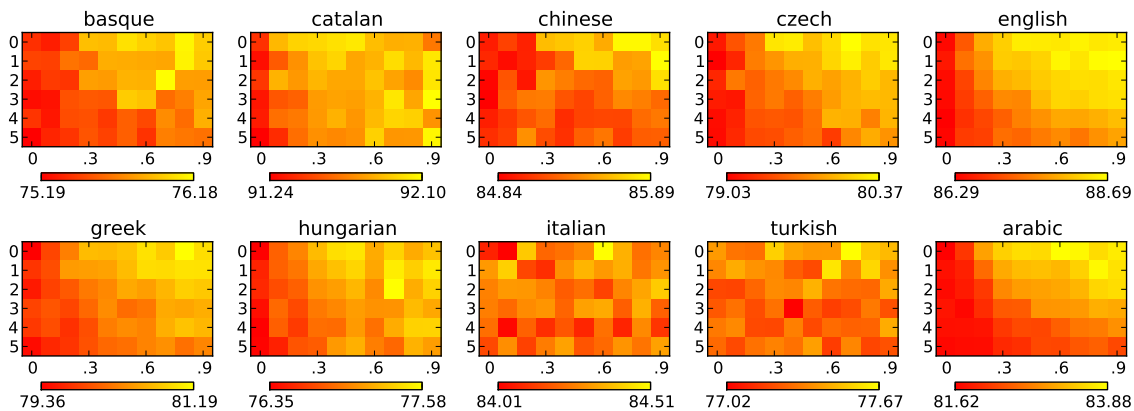 basque catalan chinese czech english
0 0 0 0 0
1 1 1 1 1
2 2 2 2 2
3 3 3 3 3
4 4 4 4 4
5 5 5 5 5
0 .3 .6 .9 0 .3 .6 .9 0 .3 .6 .9 0 .3 .6 .9 0 .3 .6 .9
75.19 76.18 91.24 92.10 84.84 85.89 79.03 80.37 86.29 88.69
greek hungarian italian turkish arabic
0 0 0 0 0
1 1 1 1 1
2 2 2 2 2
3 3 3 3 3
4 4 4 4 4
5 5 5 5 5
0 .3 .6 .9 0 .3 .6 .9 0 .3 .6 .9 0 .3 .6 .9 0 .3 .6 .9
79.36 81.19 76.35 77.58 84.01 84.51 77.02 77.67 81.62 83.88